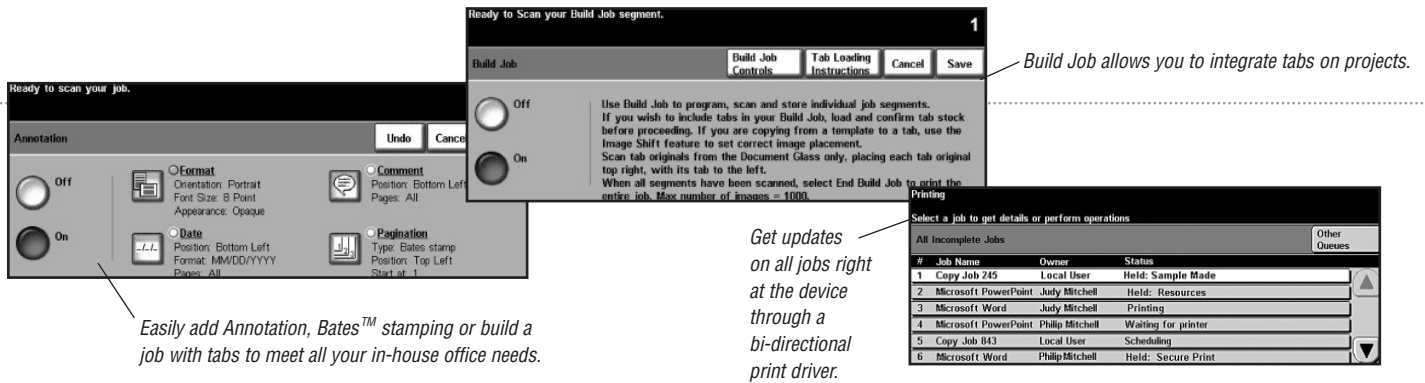 Ready to Scan your Build Job segment.
1
Build Job
Build Job Controls
Tab Loading Instructions
Cancel
Save
Off
On
Use Build Job to program, scan and store individual job segments.
If you wish to include tabs in your Build Job, load and confirm tab stock
before proceeding. If you are copying from a template to a tab, use the
Image Shift feature to set correct image placement.
Scan tab originals from the Document Glass only, placing each tab original
top right, with its tab to the left.
When all segments have been scanned, select End Build Job to print the
entire job. Max number of images = 1000.
Build Job allows you to integrate tabs on projects.
Ready to scan your job.
Annotation
Undo
Cance
Off
On
Format
Orientation: Portrait
Font Size: 8 Point
Appearance: Opaque
Comment
Position: Bottom Left
Pages: All
Date
Position: Bottom Left
Format: MM/DD/YYYY
Pages: All
Pagination
Type: Bates stamp
Position: Top Left
Start at: 1
Easily add Annotation, Bates™ stamping or build a
job with tabs to meet all your in-house office needs.
Get updates
on all jobs right
at the device
through a
bi-directional
print driver.
Printing
Select a job to get details or perform operations
All Incomplete Jobs
Other Queues
# Job Name Owner Status
1 Copy Job 245 Local User Held: Sample Made
2 Microsoft PowerPoint Judy Mitchell Held: Resources
3 Microsoft Word Judy Mitchell Printing
4 Microsoft PowerPoint Philip Mitchell Waiting for printer
5 Copy Job 843 Local User Scheduling
6 Microsoft Word Philip Mitchell Held: Secure Print